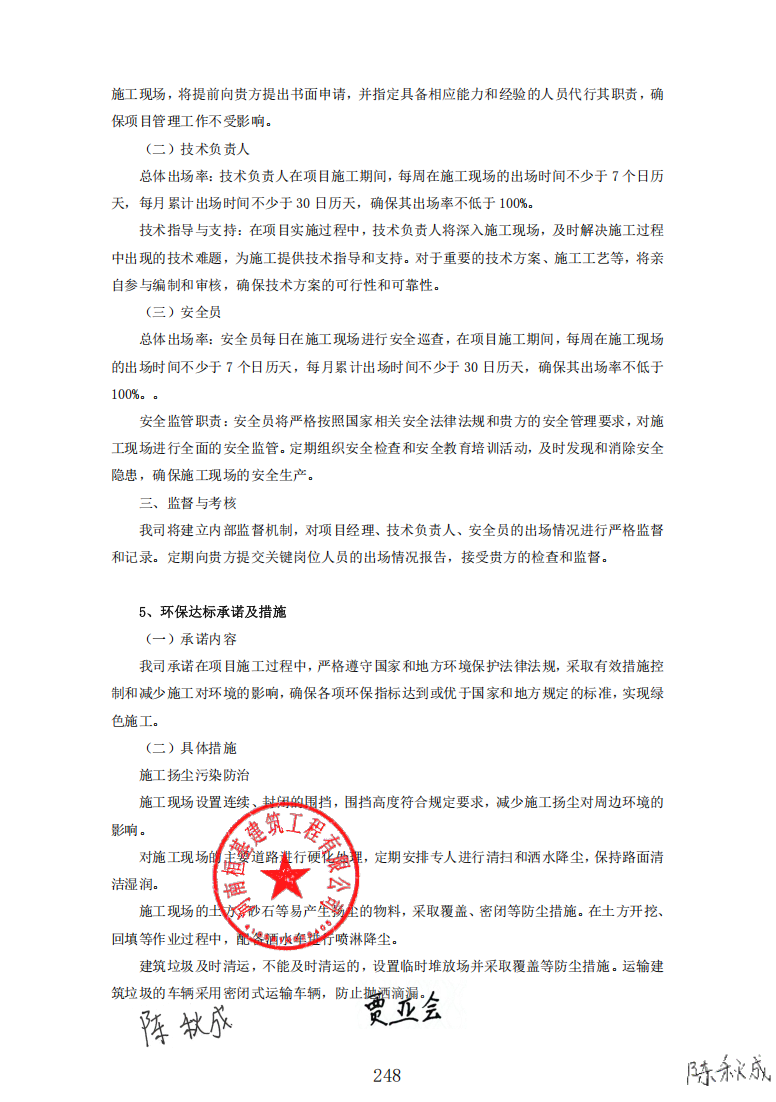 施工现场，将提前向贵方提出书面申请，并指定具备相应能力和经验的人员代行其职责，确
保项目管理工作不受影响。
（二）技术负责人
总体出场率：技术负责人在项目施工期间，每周在施工现场的出场时间不少于 7 个日历
天，每月累计出场时间不少于 30 日历天，确保其出场率不低于 100%。
技术指导与支持：在项目实施过程中，技术负责人将深入施工现场，及时解决施工过程
中出现的技术难题，为施工提供技术指导和支持。对于重要的技术方案、施工工艺等，将亲
自参与编制和审核，确保技术方案的可行性和可靠性。
（三）安全员
总体出场率：安全员每日在施工现场进行安全巡查，在项目施工期间，每周在施工现场
的出场时间不少于 7 个日历天，每月累计出场时间不少于 30 日历天，确保其出场率不低于
100%。。
安全监管职责：安全员将严格按照国家相关安全法律法规和贵方的安全管理要求，对施
工现场进行全面的安全监管。定期组织安全检查和安全教育培训活动，及时发现和消除安全
隐患，确保施工现场的安全生产。
三、监督与考核
我司将建立内部监督机制，对项目经理、技术负责人、安全员的出场情况进行严格监督
和记录。定期向贵方提交关键岗位人员的出场情况报告，接受贵方的检查和监督。
5、环保达标承诺及措施
（一）承诺内容
我司承诺在项目施工过程中，严格遵守国家和地方环境保护法律法规，采取有效措施控
制和减少施工对环境的影响，确保各项环保指标达到或优于国家和地方规定的标准，实现绿
色施工。
（二）具体措施
施工扬尘污染防治
施工现场设置连续、封闭的围挡，围挡高度符合规定要求，减少施工扬尘对周边环境的
影响。
对施工现场的主要道路进行硬化处理，定期安排专人进行清扫和洒水降尘，保持路面清
洁湿润。
施工现场的土方、砂石等易产生扬尘的物料，采取覆盖、密闭等防尘措施。在土方开挖、
回填等作业过程中，配备洒水车进行喷淋降尘。
建筑垃圾及时清运，不能及时清运的，设置临时堆放场并采取覆盖等防尘措施。运输建
筑垃圾的车辆采用密闭式运输车辆，防止抛洒滴漏。
河南桓基建筑工程有限公司
陈秋成
贾亚会
248
陈秋成